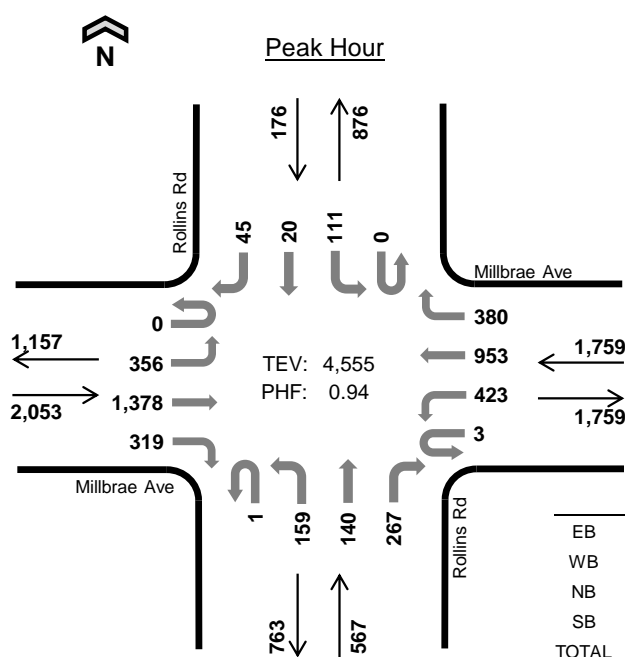 Peak Hour
N
176
876
Rollins Rd
45
20
111
0
Millbrae Ave
0
380
1,157
356
TEV: 4,555
953
1,759
2,053
1,378
PHF: 0.94
423
1,759
319
3
Millbrae Ave
1
159
140
267
Rollins Rd
EB
WB
NB
SB
TOTAL
763
567